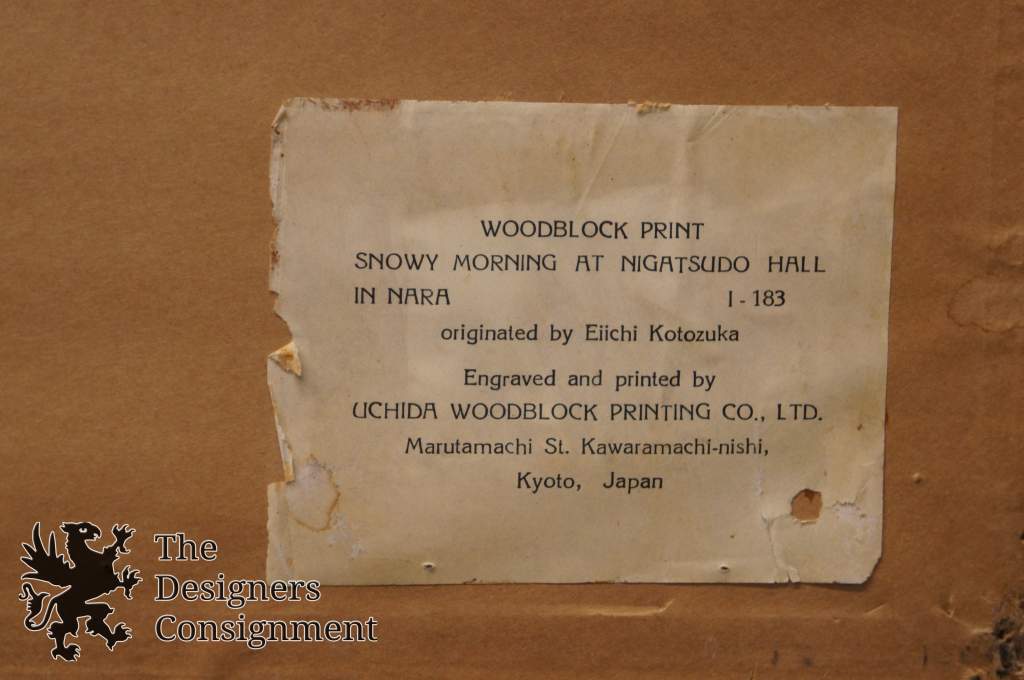 WOODBLOCK PRINT
SNOWY MORNING AT NIGATSUDO HALL
IN NARA I - 183
originated by Eiichi Kotozuka
Engraved and printed by
UCHIDA WOODBLOCK PRINTING CO., LTD.
Marutamachi St. Kawaramachi-nishi,
Kyoto, Japan
The
Designers
Consignment